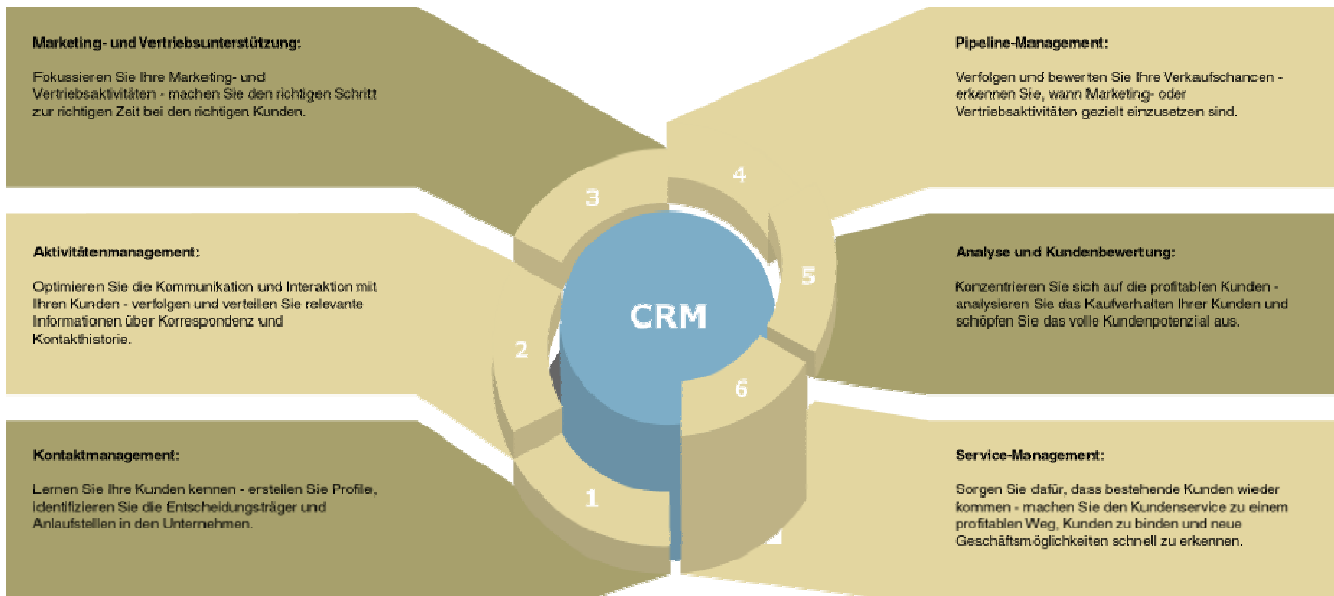 Marketing- und Vertriebsunterstützung:
Fokussieren Sie Ihre Marketing- und
Vertriebsaktivitäten - machen Sie den richtigen Schritt
zur richtigen Zeit bei den richtigen Kunden.
Pipeline-Management:
Verfolgen und bewerten Sie Ihre Verkaufschancen -
erkennen Sie, wann Marketing- oder
Vertriebsaktivitäten gezielt einzusetzen sind.
Aktivitätenmanagement:
Optimieren Sie die Kommunikation und Interaktion mit
Ihren Kunden - verfolgen und verteilen Sie relevante
Informationen über Korrespondenz und
Kontakthistorie.
Analyse und Kundenbewertung:
Konzentrieren Sie sich auf die profitablen Kunden -
analysieren Sie das Kaufverhalten Ihrer Kunden und
schöpfen Sie das volle Kundenpotenzial aus.
Kontaktmanagement:
Lernen Sie Ihre Kunden kennen - erstellen Sie Profile,
identifizieren Sie die Entscheidungsträger und
Anlaufstellen in den Unternehmen.
Service-Management:
Sorgen Sie dafür, dass bestehende Kunden wieder
kommen - machen Sie den Kundenservice zu einem
profitablen Weg, Kunden zu binden und neue
Geschäftsmöglichkeiten schnell zu erkennen.
CRM
1
2
3
4
5
6